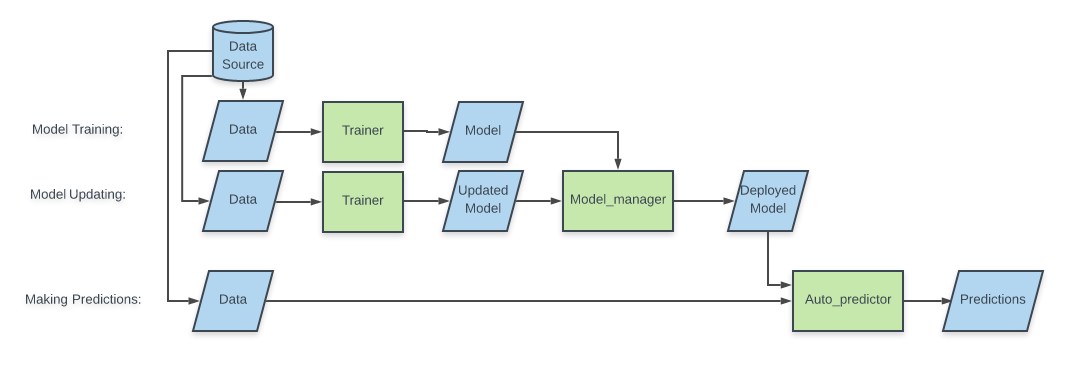 Data
Source
Model Training:
Data
Trainer
Model
Model Updating:
Data
Trainer
Updated
Model
Model_manager
Deployed
Model
Making Predictions:
Data
Auto_predictor
Predictions